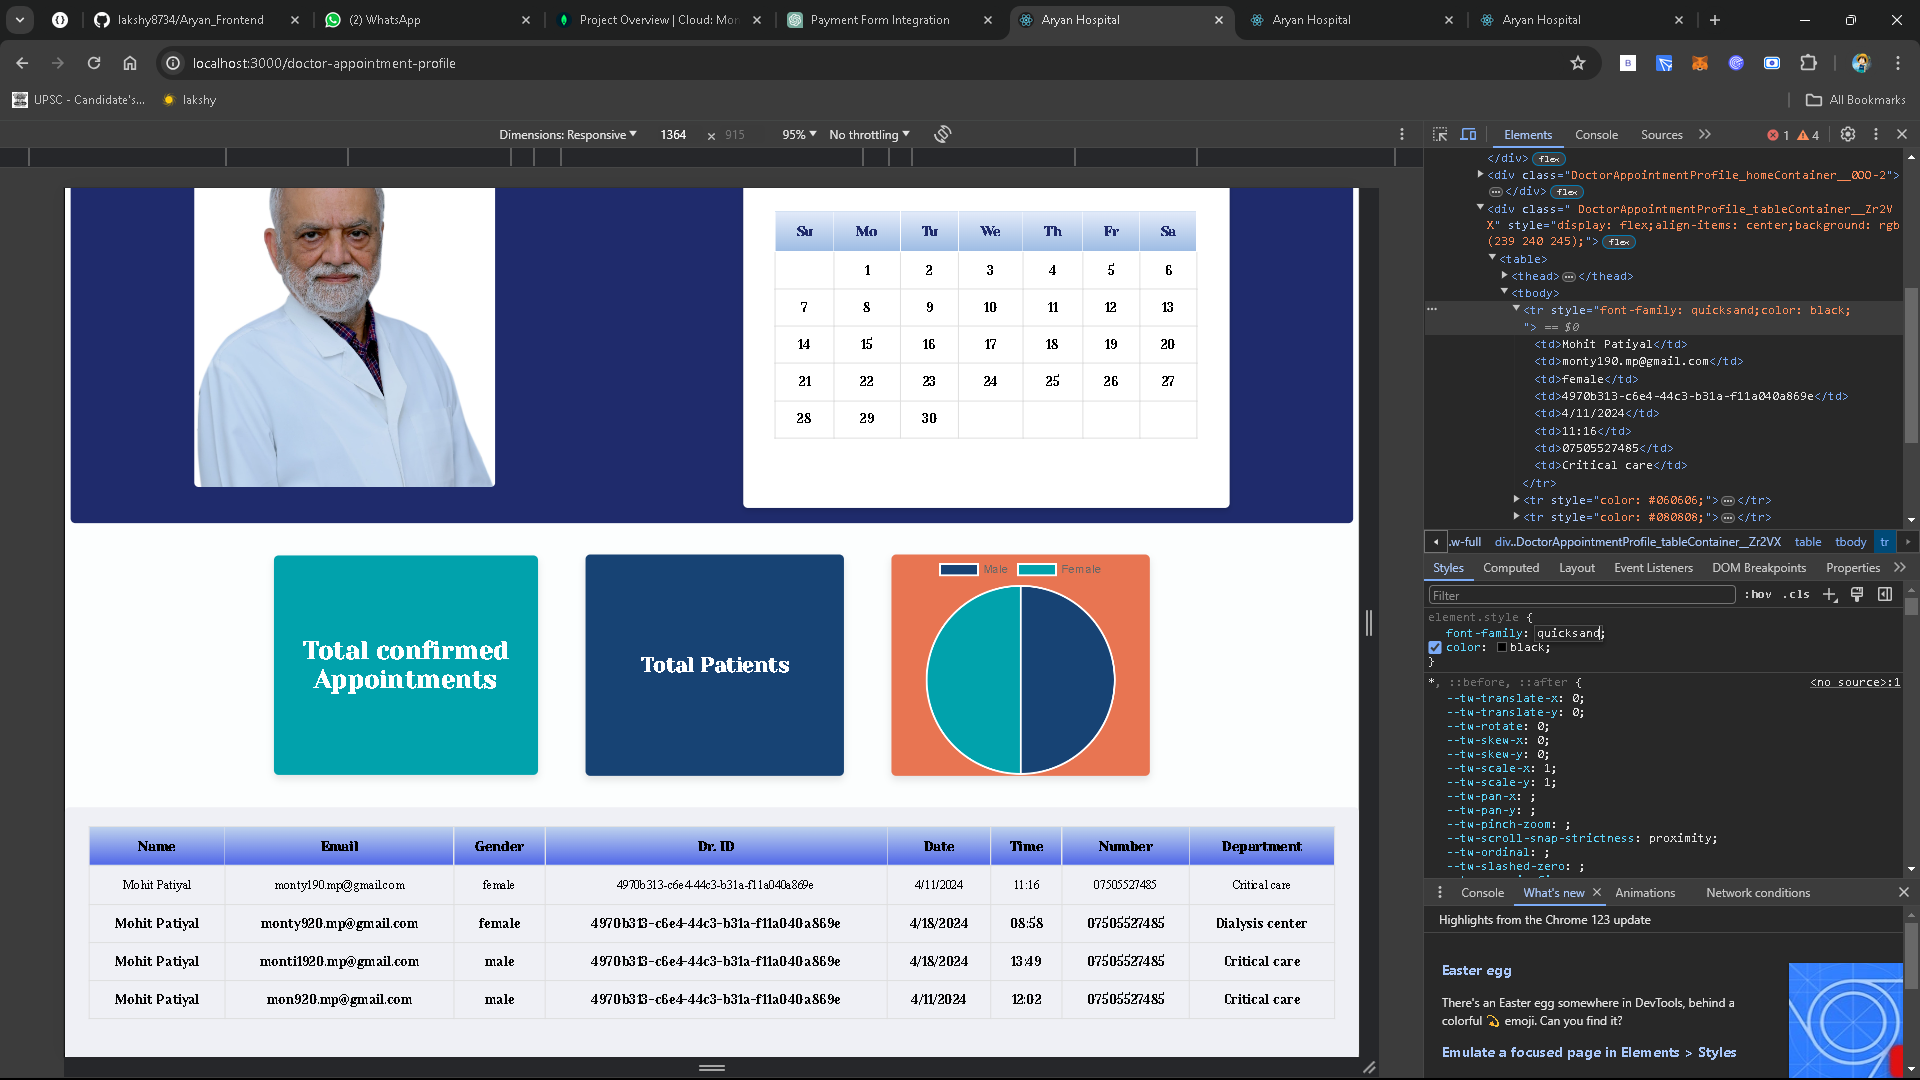 lakshy8734/Aryan_Frontend
(2) WhatsApp
Project Overview | Cloud: Mon
Payment Form Integration
Aryan Hospital
Aryan Hospital
Aryan Hospital
localhost:3000/doctor-appointment-profile
UPSC - Candidate's...
lakshy
All Bookmarks
Dimensions: Responsive 1364 × 915 95% No throttling
Su Mo Tu We Th Fr Sa
1 2 3 4 5 6
7 8 9 10 11 12 13
14 15 16 17 18 19 20
21 22 23 24 25 26 27
28 29 30
Total confirmed
Appointments
Total Patients
Male Female
Name Email Gender Dr. ID Date Time Number Department
Mohit Patiyal monty190.mp@gmail.com female 4970b313-c6e4-44c3-b31a-f11a040a869e 4/11/2024 11:16 07505527485 Critical care
Mohit Patiyal monty920.mp@gmail.com female 4970b313-c6e4-44c3-b31a-f11a040a869e 4/18/2024 08:58 07505527485 Dialysis center
Mohit Patiyal monti1920.mp@gmail.com male 4970b313-c6e4-44c3-b31a-f11a040a869e 4/18/2024 13:49 07505527485 Critical care
Mohit Patiyal mon920.mp@gmail.com male 4970b313-c6e4-44c3-b31a-f11a040a869e 4/11/2024 12:02 07505527485 Critical care
Elements Console Sources 1 4
</div> flex
<div class="DoctorAppointmentProfile_homeContainer__0OO-2">
</div> flex
<div class=" DoctorAppointmentProfile_tableContainer__Zr2V
X" style="display: flex;align-items: center;background: rgb
(239 240 245);"> flex
<table>
<thead></thead>
<tbody>
<tr style="font-family: quicksand;color: black;
"> == $0
<td>Mohit Patiyal</td>
<td>monty190.mp@gmail.com</td>
<td>female</td>
<td>4970b313-c6e4-44c3-b31a-f11a040a869e</td>
<td>4/11/2024</td>
<td>11:16</td>
<td>07505527485</td>
<td>Critical care</td>
</tr>
<tr style="color: #060606;"></tr>
<tr style="color: #080808;"></tr>
.w-full div..DoctorAppointmentProfile_tableContainer__Zr2VX table tbody tr
Styles Computed Layout Event Listeners DOM Breakpoints Properties
Filter :hov .cls
element.style {
font-family: quicksand;
color: black;
}
*, ::before, ::after { <no source>:1
--tw-translate-x: 0;
--tw-translate-y: 0;
--tw-rotate: 0;
--tw-skew-x: 0;
--tw-skew-y: 0;
--tw-scale-x: 1;
--tw-scale-y: 1;
--tw-pan-x: ;
--tw-pan-y: ;
--tw-pinch-zoom: ;
--tw-scroll-snap-strictness: proximity;
--tw-ordinal: ;
--tw-slashed-zero: ;
Console What's new Animations Network conditions
Highlights from the Chrome 123 update
Easter egg
There's an Easter egg somewhere in DevTools, behind a
colorful 💫 emoji. Can you find it?
Emulate a focused page in Elements > Styles